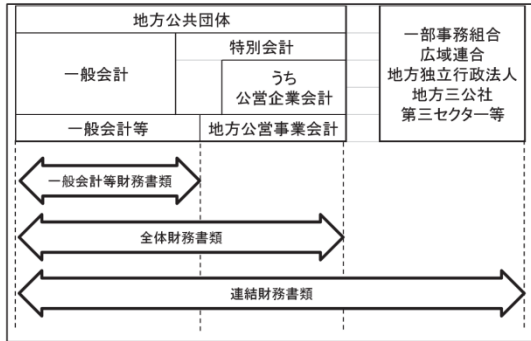 地方公共団体
一般会計
特別会計
うち
公営企業会計
一般会計等
地方公営事業会計
一部事務組合
広域連合
地方独立行政法人
地方三公社
第三セクター等
一般会計等財務書類
全体財務書類
連結財務書類